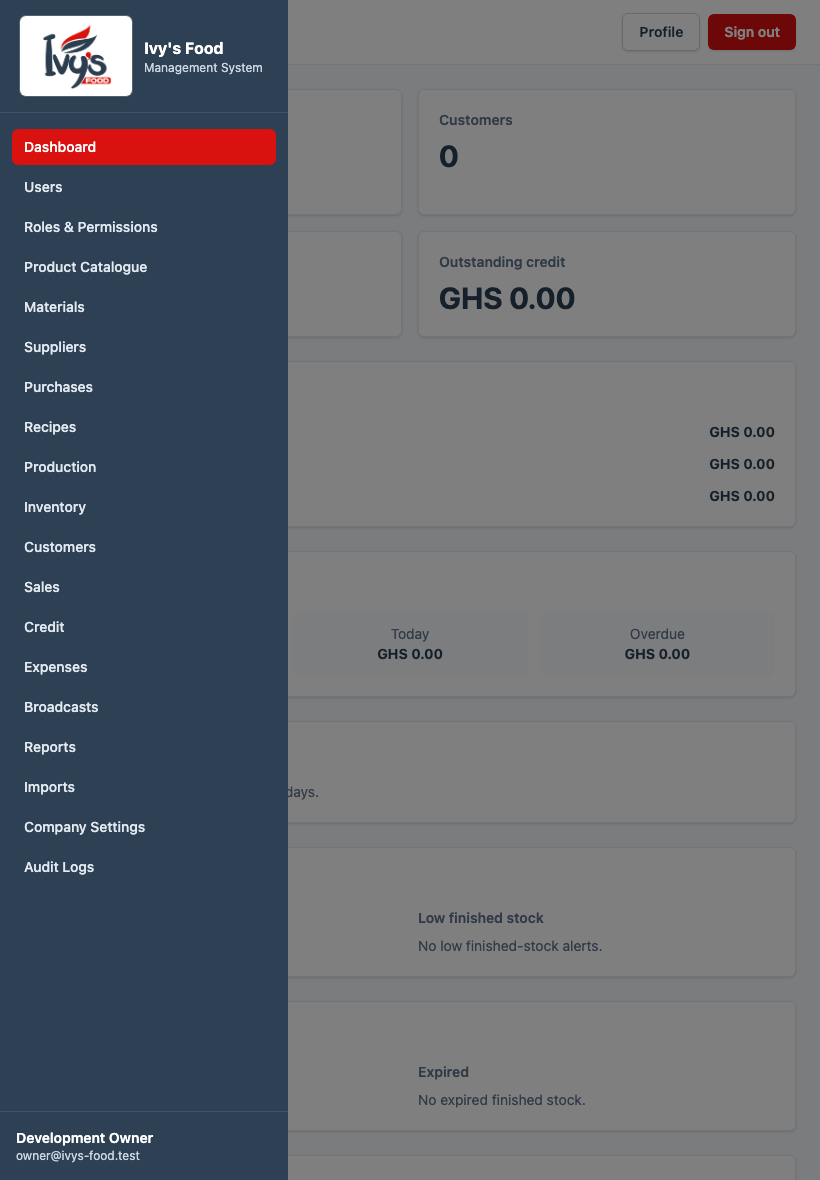 Ivy's
FOOD
Ivy's Food
Management System
Dashboard
Users
Roles & Permissions
Product Catalogue
Materials
Suppliers
Purchases
Recipes
Production
Inventory
Customers
Sales
Credit
Expenses
Broadcasts
Reports
Imports
Company Settings
Audit Logs
Development Owner
owner@ivys-food.test
Profile
Sign out
Customers
0
Outstanding credit
GHS 0.00
GHS 0.00
GHS 0.00
GHS 0.00
Today
GHS 0.00
Overdue
GHS 0.00
days.
Low finished stock
No low finished-stock alerts.
Expired
No expired finished stock.